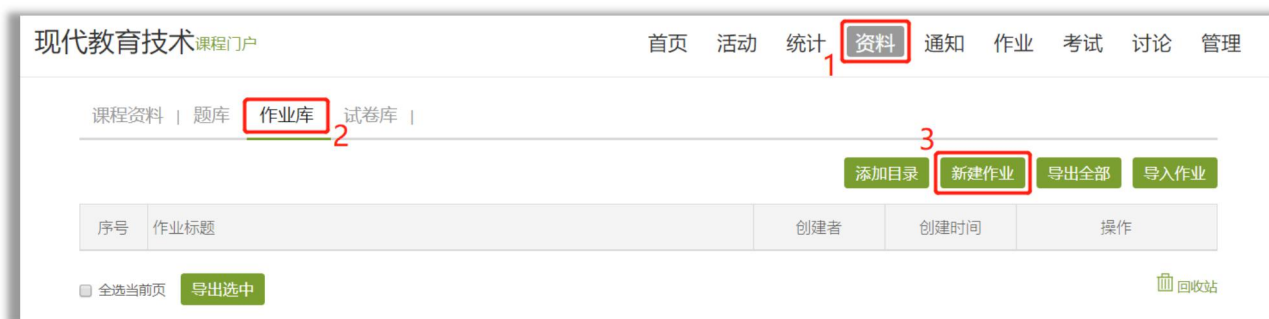 现代教育技术课程门户 首页 活动 统计 资料 通知 作业 考试 讨论 管理
1
课程资料 | 题库 作业库 试卷库 |
2
3
添加目录 新建作业 导出全部 导入作业
序号 作业标题 创建者 创建时间 操作
全选当前页 导出选中 回收站